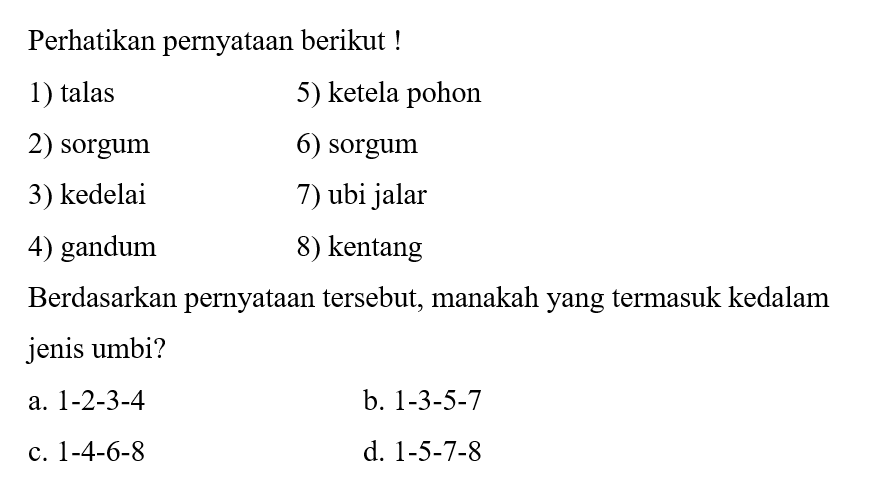 Perhatikan pernyataan berikut !
1) talas 5) ketela pohon
2) sorgum 6) sorgum
3) kedelai 7) ubi jalar
4) gandum 8) kentang
Berdasarkan pernyataan tersebut, manakah yang termasuk kedalam
jenis umbi?
a. 1-2-3-4 b. 1-3-5-7
c. 1-4-6-8 d. 1-5-7-8